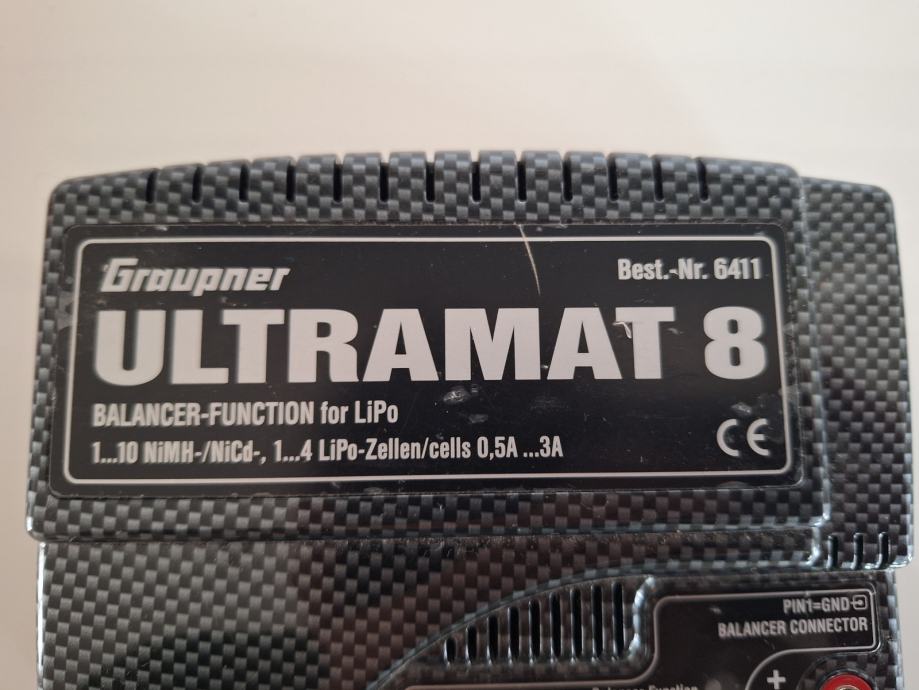 Graupner
Best.-Nr. 6411
ULTRAMAT 8
BALANCER-FUNCTION for LiPo
1...10 NiMH-/NiCd-, 1...4 LiPo-Zellen/cells 0,5A ...3A
CE
PIN1=GND
BALANCER CONNECTOR
+